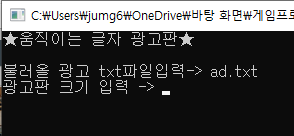 C:₩Users₩jumg6₩OneDrive₩바탕 화면₩게임프로
★움직이는 글자 광고판★
불러올 광고 txt파일입력-> ad.txt
광고판 크기 입력 ->